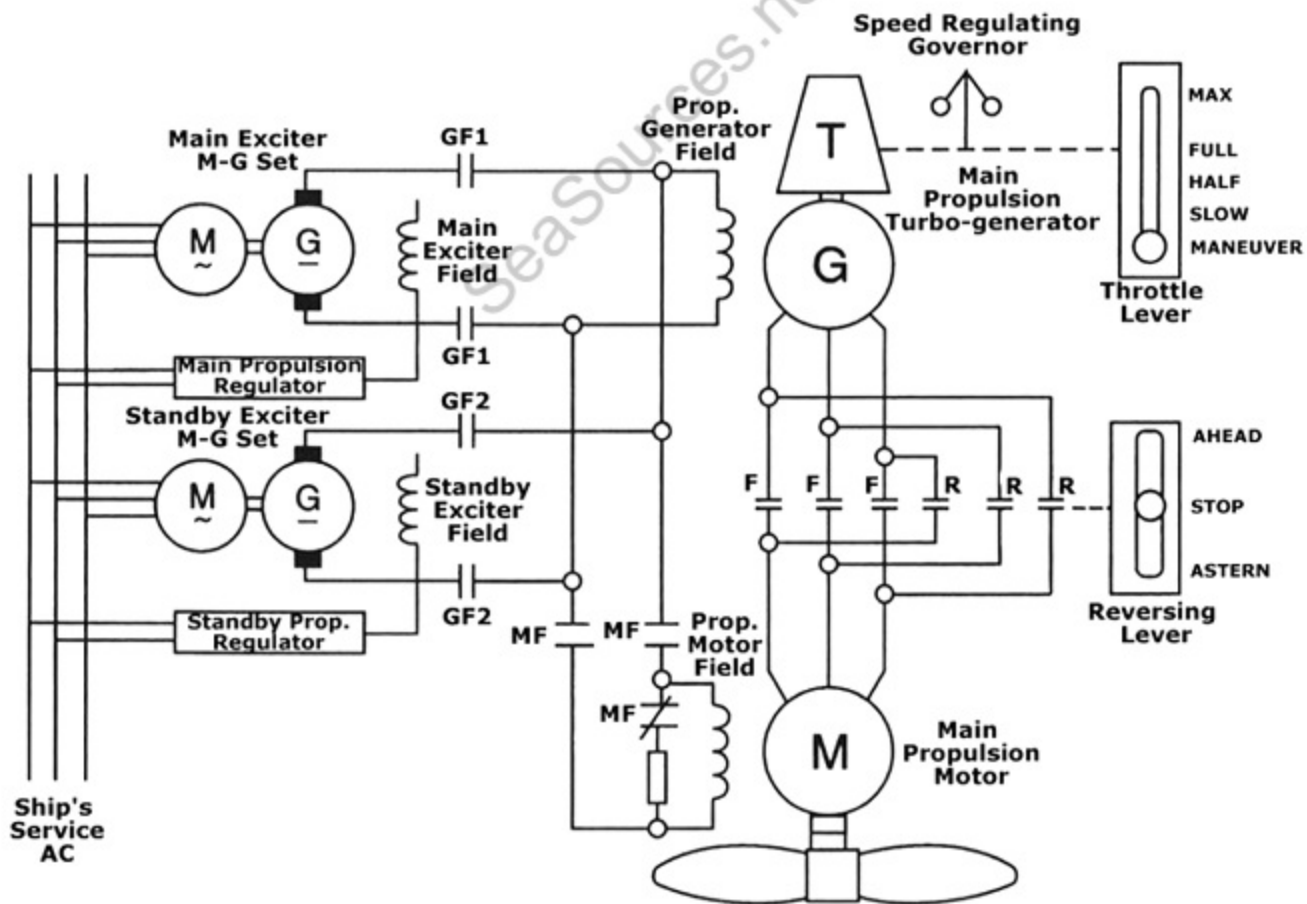 SeaSources.n
Speed Regulating
Governor
Main Exciter
M-G Set
GF1
Prop.
Generator
Field
T
MAX
FULL
HALF
SLOW
MANEUVER
Main
Propulsion
Turbo-generator
Throttle
Lever
M
~
G
Main
Exciter
Field
G
GF1
Main Propulsion
Regulator
Standby Exciter
M-G Set
GF2
M
~
G
Standby
Exciter
Field
F
F
F
R
R
R
AHEAD
STOP
ASTERN
Reversing
Lever
GF2
Standby Prop.
Regulator
MF
MF
Prop.
Motor
Field
MF
M
Main
Propulsion
Motor
Ship's
Service
AC